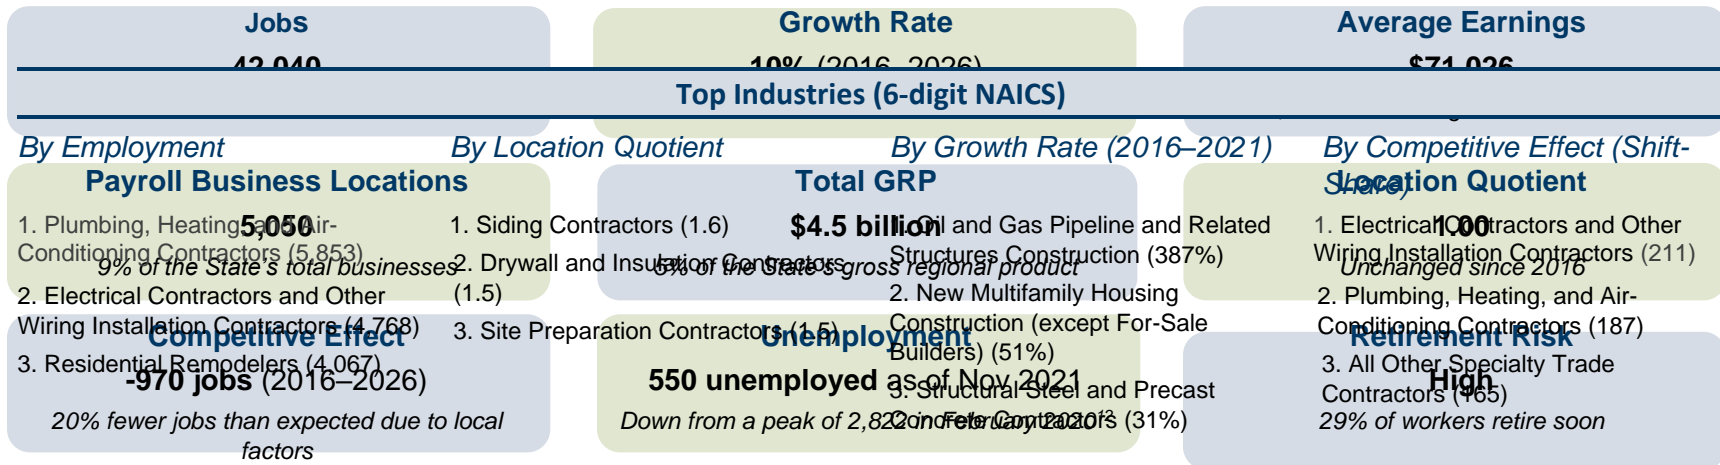 Jobs
Growth Rate
Average Earnings
42,040
10% (2016–2026)
$71,026
Top Industries (6-digit NAICS)
By Employment
By Location Quotient
By Growth Rate (2016–2021)
By Competitive Effect (Shift-
Share)
Payroll Business Locations
5,050
9% of the State's total businesses
Total GRP
$4.5 billion
5% of the State's gross regional product
Location Quotient
1.00
Unchanged since 2016
1. Plumbing, Heating, and Air-
Conditioning Contractors (5,853)
2. Electrical Contractors and Other
Wiring Installation Contractors (4,768)
3. Residential Remodelers (4,067)
1. Siding Contractors (1.6)
2. Drywall and Insulation Contractors
(1.5)
3. Site Preparation Contractors (1.5)
1. Oil and Gas Pipeline and Related
Structures Construction (387%)
2. New Multifamily Housing
Construction (except For-Sale
Builders) (51%)
3. Structural Steel and Precast
Concrete Contractors (31%)
1. Electrical Contractors and Other
Wiring Installation Contractors (211)
2. Plumbing, Heating, and Air-
Conditioning Contractors (187)
3. All Other Specialty Trade
Contractors (165)
Competitive Effect
-970 jobs (2016–2026)
20% fewer jobs than expected due to local
factors
Unemployment
550 unemployed as of Nov 2021
Down from a peak of 2,822 in February 2020
Retirement Risk
High
29% of workers retire soon